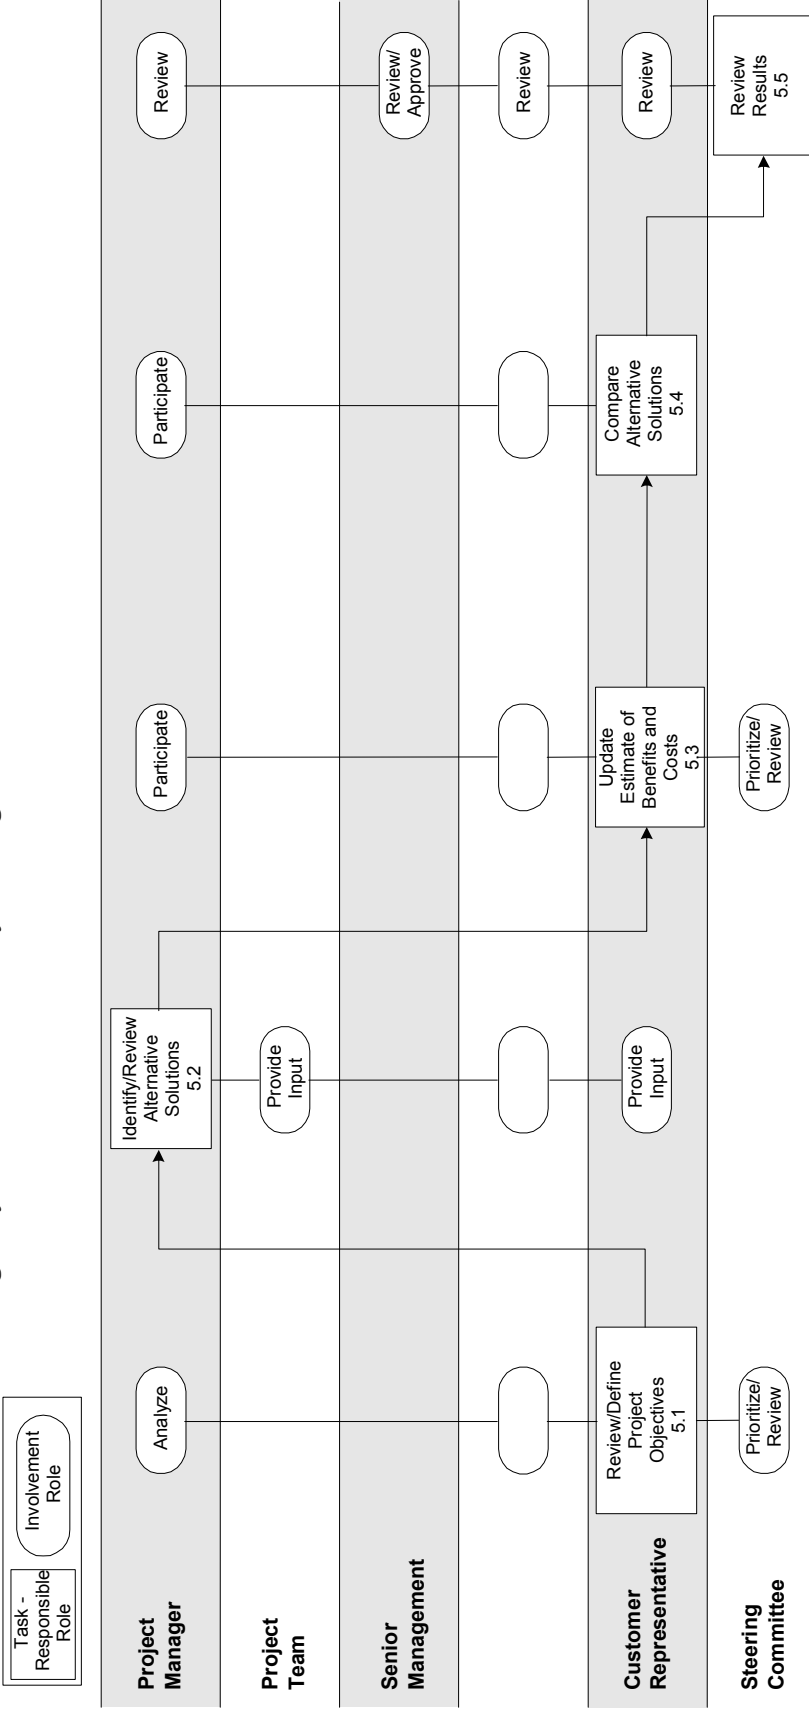 Task -
Responsible
Role
Involvement
Role
Project
Manager
Analyze
Identify/Review
Alternative
Solutions
5.2
Participate
Participate
Review
Project
Team
Provide
Input
Senior
Management
Review/
Approve
Review
Customer
Representative
Review/Define
Project
Objectives
5.1
Provide
Input
Update
Estimate of
Benefits and
Costs
5.3
Compare
Alternative
Solutions
5.4
Review
Steering
Committee
Prioritize/
Review
Prioritize/
Review
Review
Results
5.5